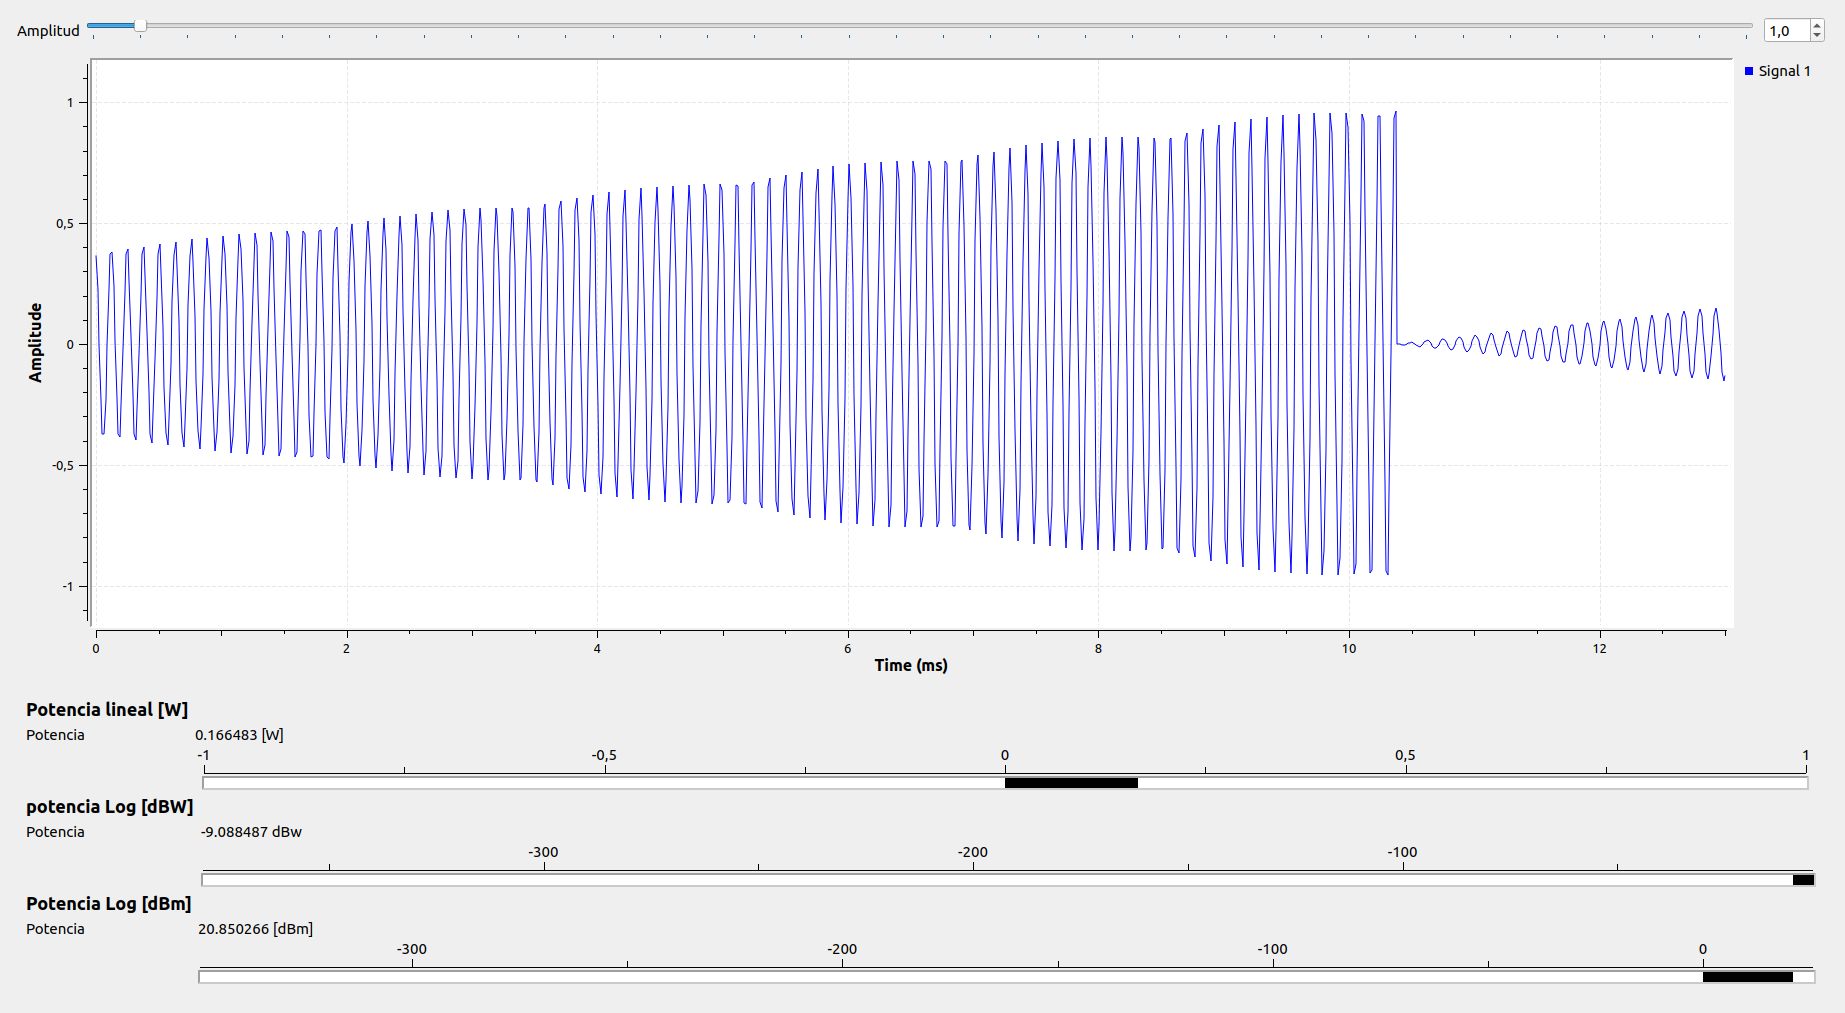 Amplitud
1,0
Signal 1
1
0,5
0
-0,5
-1
Amplitude
0 2 4 6 8 10 12
Time (ms)
Potencia lineal [W]
Potencia 0.166483 [W]
-1 -0,5 0 0,5 1
potencia Log [dBW]
Potencia -9.088487 dBw
-300 -200 -100
Potencia Log [dBm]
Potencia 20.850266 [dBm]
-300 -200 -100 0